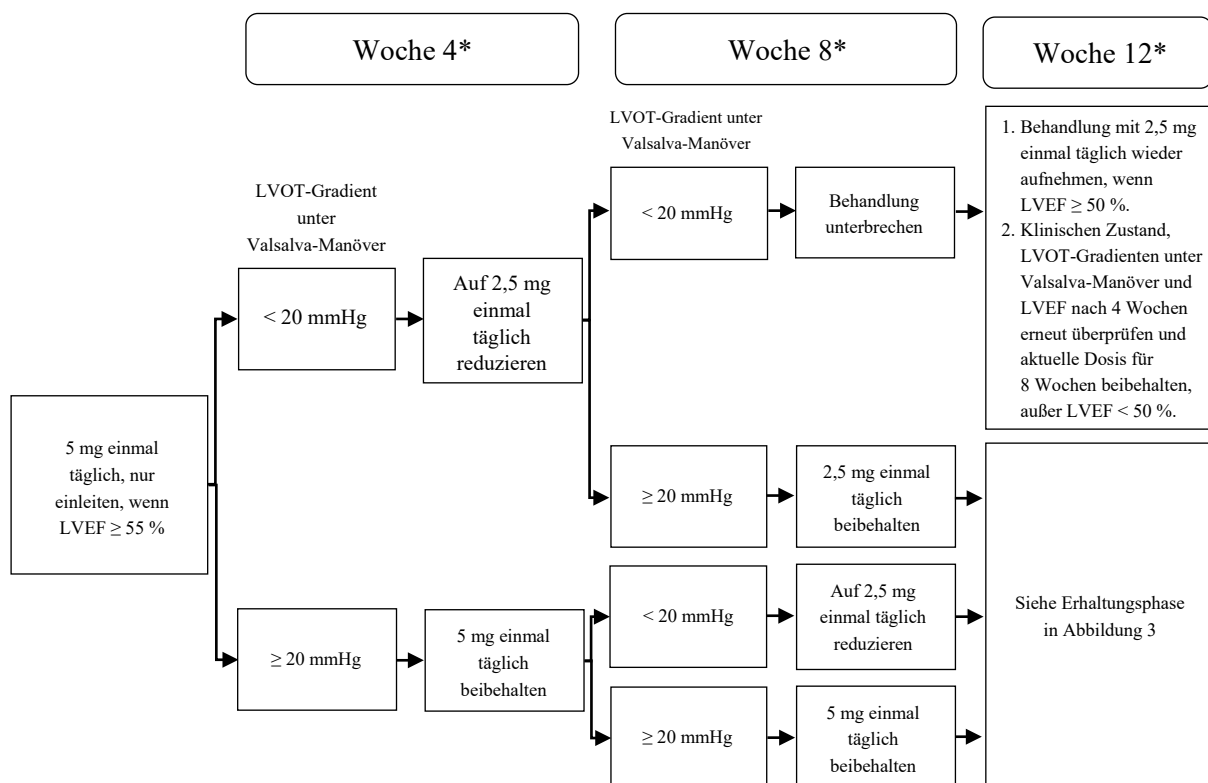 Woche 4*
Woche 8*
Woche 12*
LVOT-Gradient
unter
Valsalva-Manöver
LVOT-Gradient unter
Valsalva-Manöver
5 mg einmal
täglich, nur
einleiten, wenn
LVEF ≥ 55 %
< 20 mmHg
Auf 2,5 mg
einmal
täglich
reduzieren
< 20 mmHg
Behandlung
unterbrechen
1. Behandlung mit 2,5 mg
einmal täglich wieder
aufnehmen, wenn
LVEF ≥ 50 %.
2. Klinischen Zustand,
LVOT-Gradienten unter
Valsalva-Manöver und
LVEF nach 4 Wochen
erneut überprüfen und
aktuelle Dosis für
8 Wochen beibehalten,
außer LVEF < 50 %.
≥ 20 mmHg
2,5 mg einmal
täglich
beibehalten
≥ 20 mmHg
5 mg einmal
täglich
beibehalten
< 20 mmHg
Auf 2,5 mg
einmal täglich
reduzieren
≥ 20 mmHg
5 mg einmal
täglich
beibehalten
Siehe Erhaltungsphase
in Abbildung 3